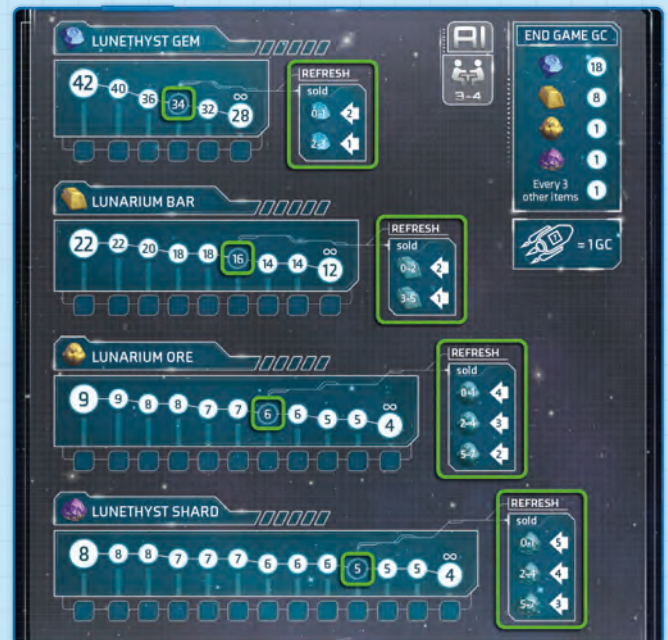 LUNETHYST GEM
42 40 36 34 32 ∞ 28
REFRESH
sold
0-1 2
2-3 1
AI
3-4
END GAME GC
18
8
1
1
Every 3
other items 1
= 1GC
LUNARIUM BAR
22 22 20 18 18 16 14 14 ∞ 12
REFRESH
sold
0-2 2
3-5 1
LUNARIUM ORE
9 9 8 8 7 7 6 6 5 5 ∞ 4
REFRESH
sold
0-1 4
2-4 3
5-7 2
LUNETHYST SHARD
8 8 8 7 7 7 6 6 6 5 5 5 ∞ 4
REFRESH
sold
0-1 5
2-4 4
5-7 3